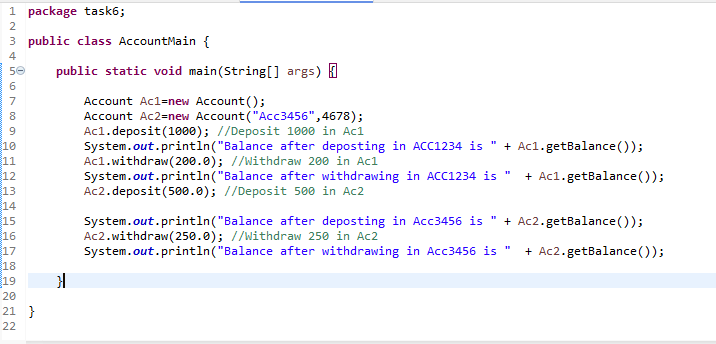 1 package task6;
2
3 public class AccountMain {
4
5 public static void main(String[] args) {
6
7 Account Ac1=new Account();
8 Account Ac2=new Account("Acc3456",4678);
9 Ac1.deposit(1000); //Deposit 1000 in Ac1
10 System.out.println("Balance after deposting in ACC1234 is " + Ac1.getBalance());
11 Ac1.withdraw(200.0); //Withdraw 200 in Ac1
12 System.out.println("Balance after withdrawing in ACC1234 is "  + Ac1.getBalance());
13 Ac2.deposit(500.0); //Deposit 500 in Ac2
14
15 System.out.println("Balance after deposting in Acc3456 is " + Ac2.getBalance());
16 Ac2.withdraw(250.0); //Withdraw 250 in Ac2
17 System.out.println("Balance after withdrawing in Acc3456 is "  + Ac2.getBalance());
18
19 }
20
21 }
22